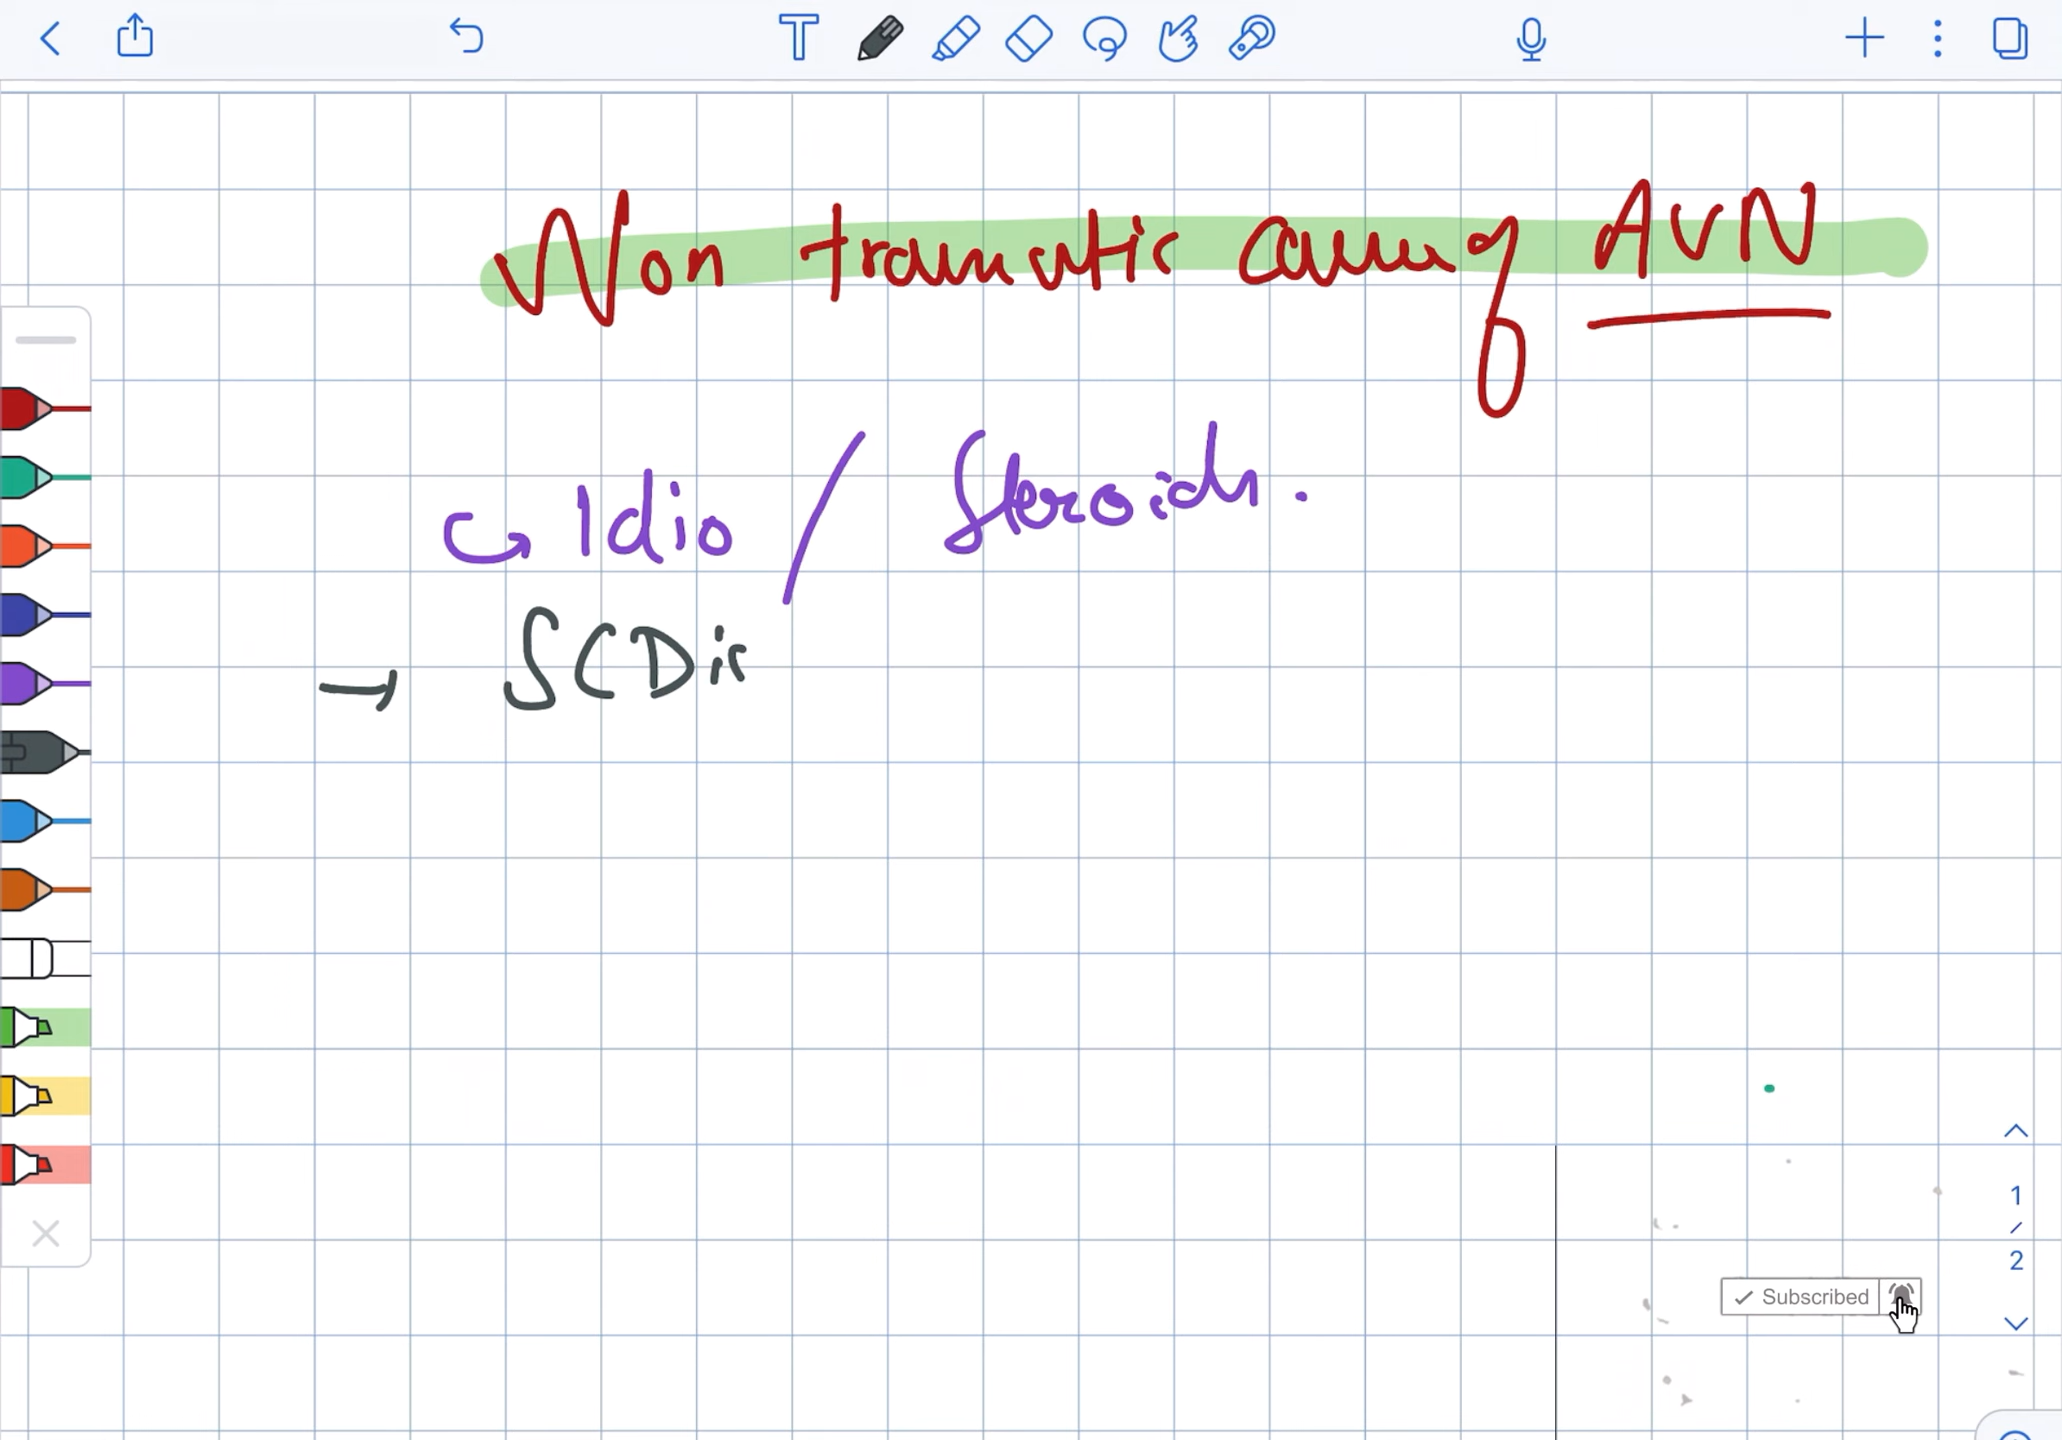 Non traumatic causes of AVN
Idio / Steroids.
→ SCDis
1
/
2
✓ Subscribed